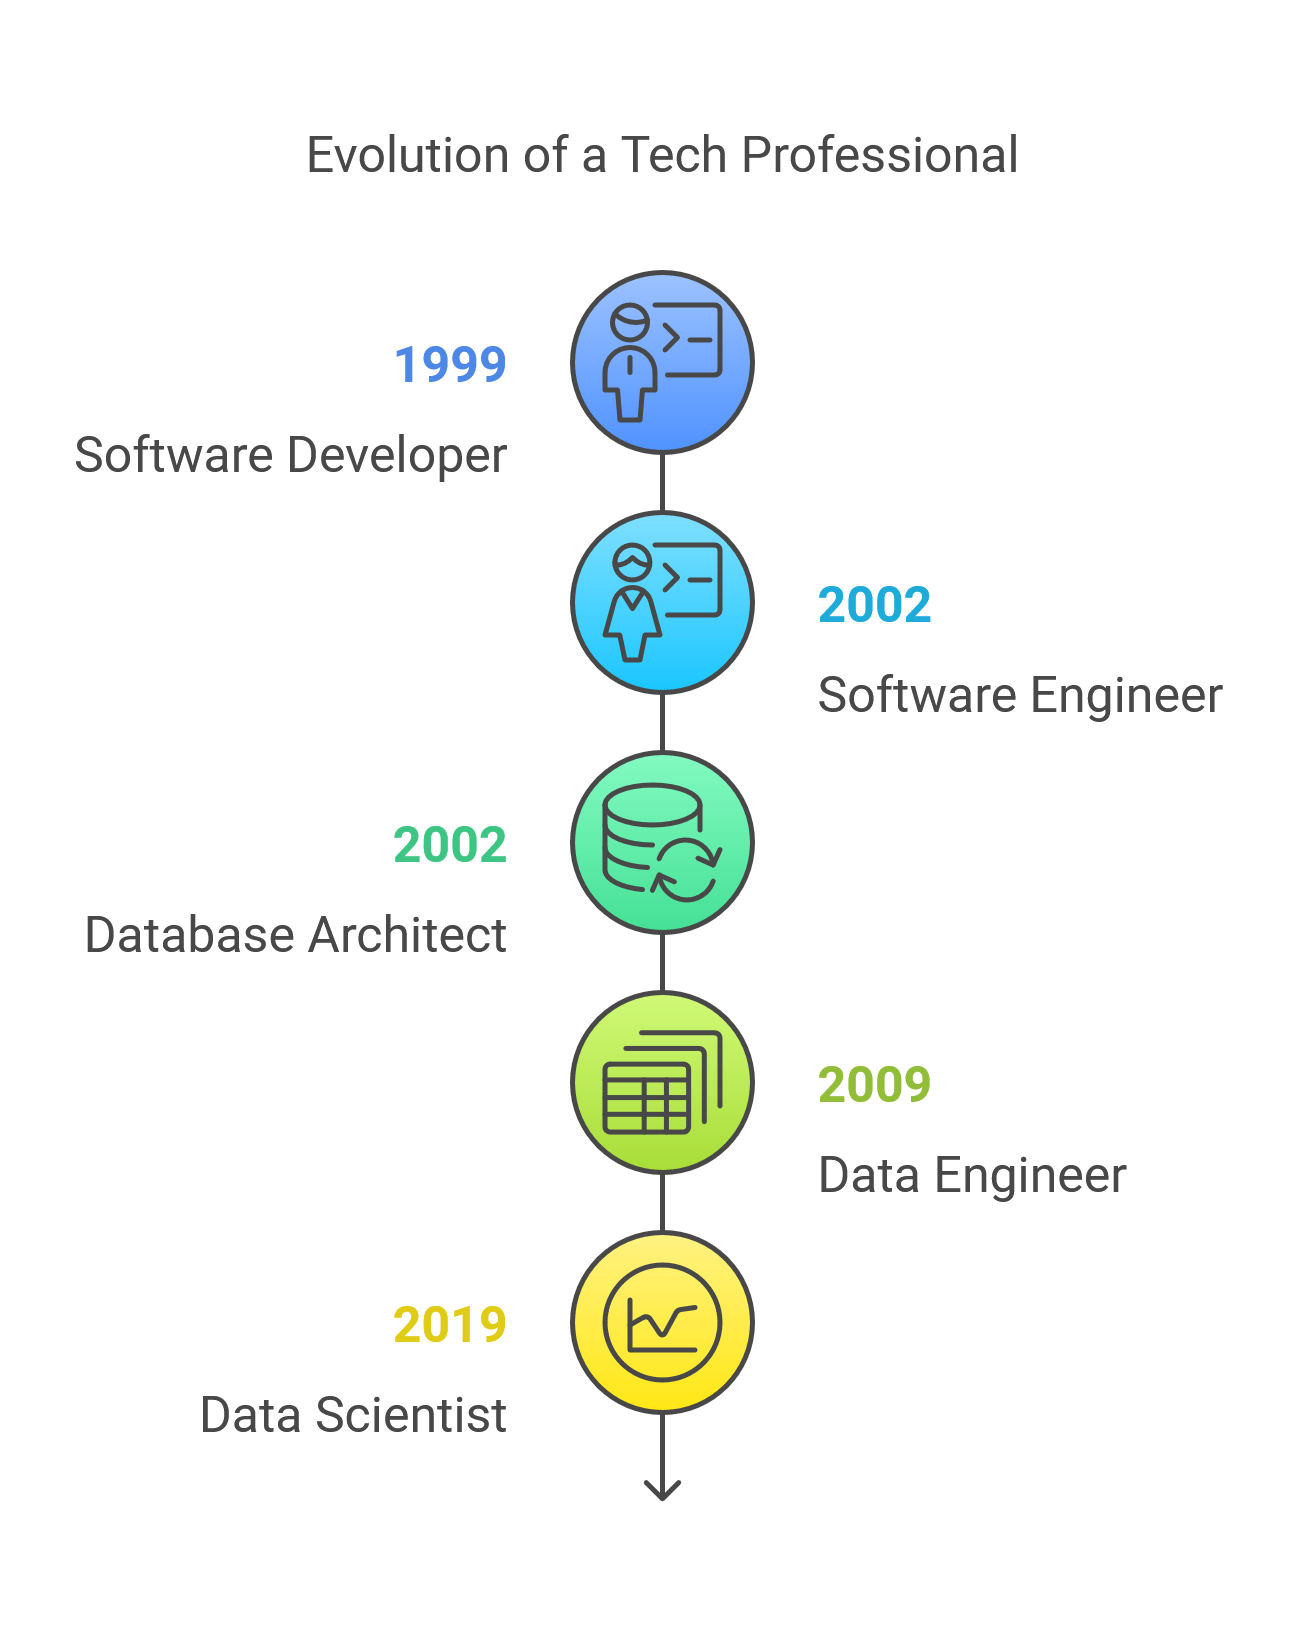 Evolution of a Tech Professional
1999
Software Developer
2002
Software Engineer
2002
Database Architect
2009
Data Engineer
2019
Data Scientist